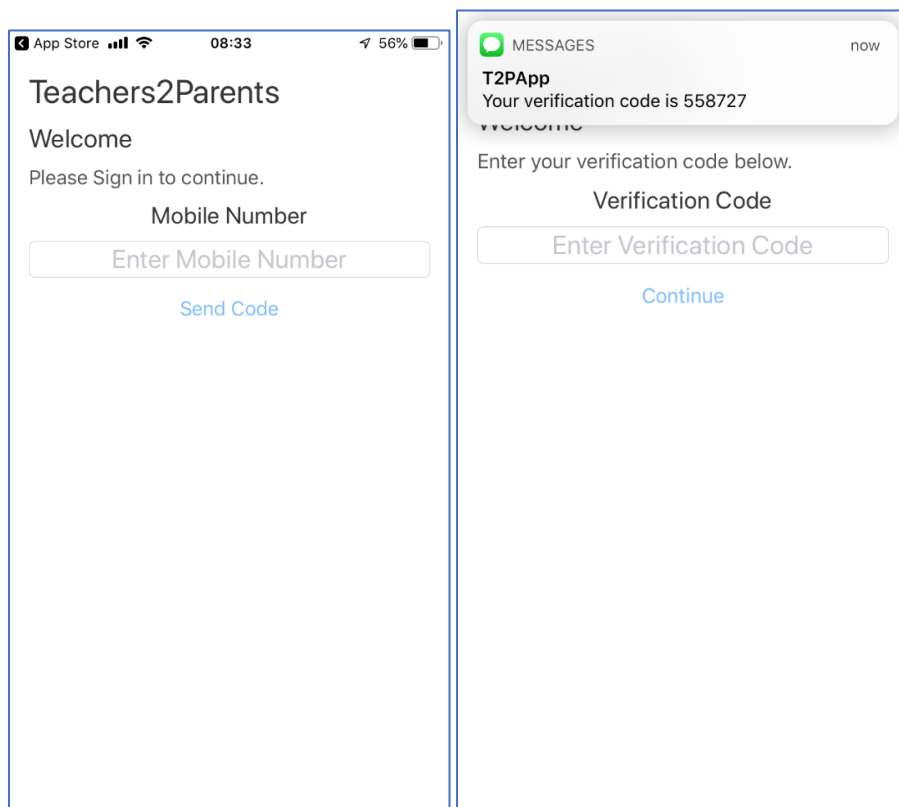 App Store 08:33 56%
Teachers2Parents
Welcome
Please Sign in to continue.
Mobile Number
Enter Mobile Number
Send Code
MESSAGES now
T2PApp
Your verification code is 558727
Welcome
Enter your verification code below.
Verification Code
Enter Verification Code
Continue